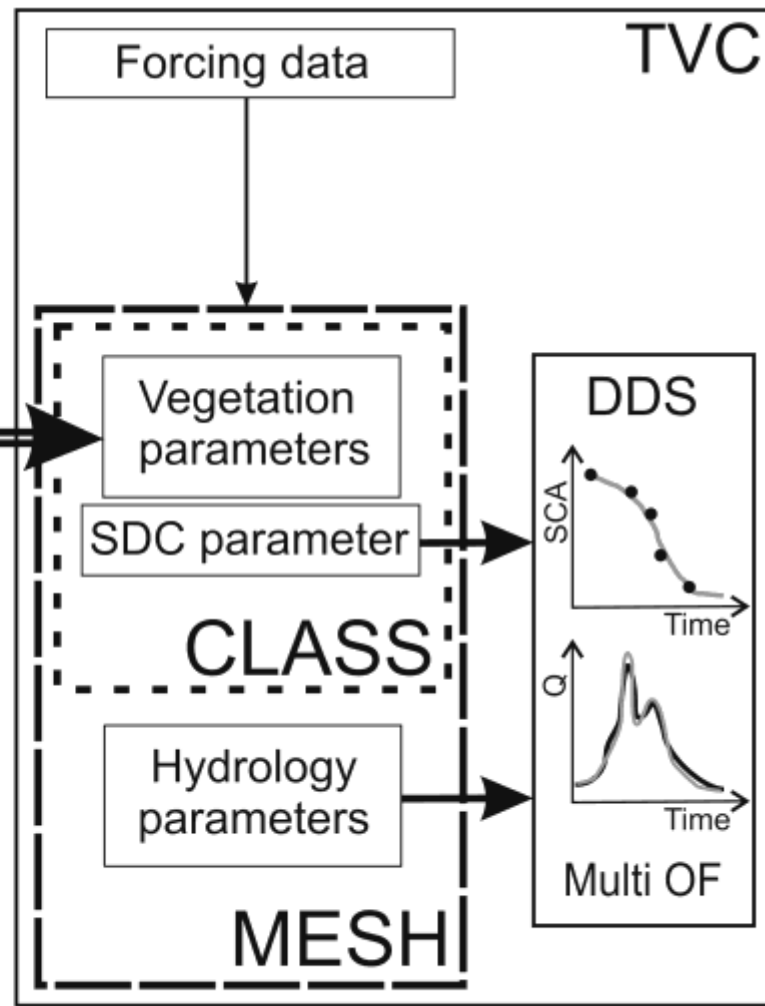 TVC
Forcing data
Vegetation
parameters
SDC parameter
CLASS
Hydrology
parameters
MESH
DDS
SCA
Time
Q
Time
Multi OF